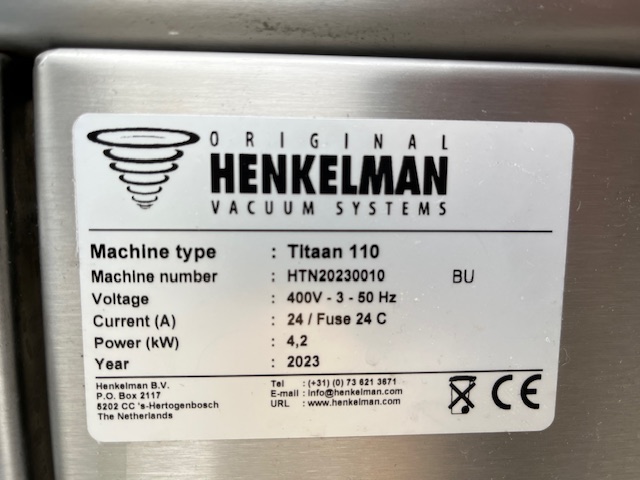 ORIGINAL
HENKELMAN
VACUUM SYSTEMS
Machine type : Titaan 110
Machine number : HTN20230010 BU
Voltage : 400V - 3 - 50 Hz
Current (A) : 24 / Fuse 24 C
Power (kW) : 4,2
Year : 2023
Henkelman B.V.
P.O. Box 2117
5202 CC 's-Hertogenbosch
The Netherlands
Tel : (+31) (0) 73 621 3671
E-mail : info@henkelman.com
URL : www.henkelman.com
CE